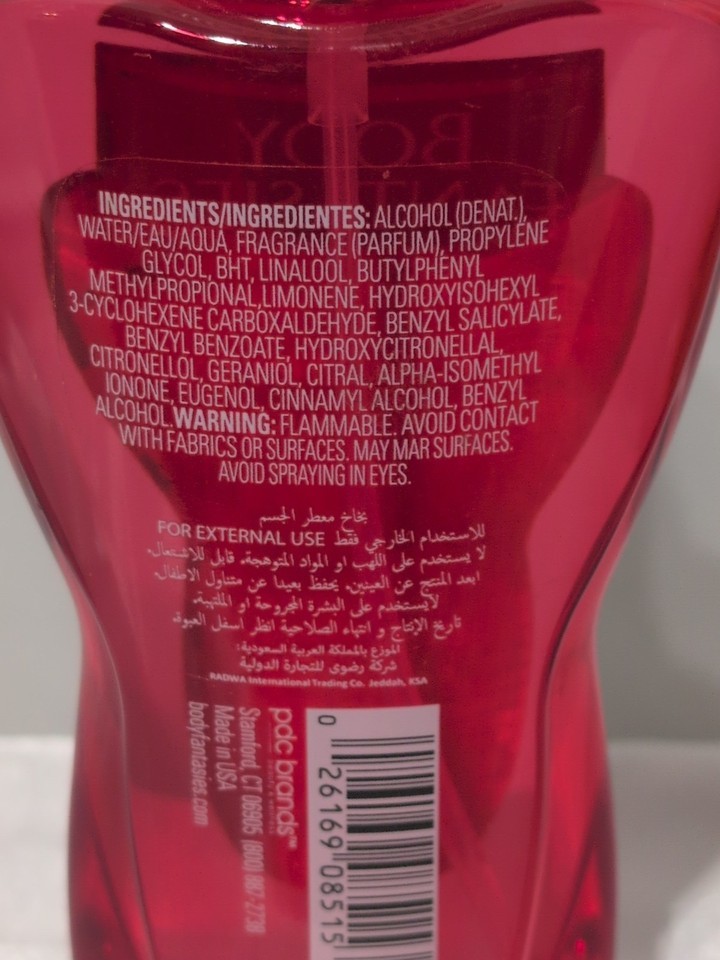 INGREDIENTS/INGREDIENTES: ALCOHOL (DENAT.),
WATER/EAU/AQUA, FRAGRANCE (PARFUM), PROPYLENE
GLYCOL, BHT, LINALOOL, BUTYLPHENYL
METHYLPROPIONAL,LIMONENE, HYDROXYISOHEXYL
3-CYCLOHEXENE CARBOXALDEHYDE, BENZYL SALICYLATE,
BENZYL BENZOATE, HYDROXYCITRONELLAL,
CITRONELLOL, GERANIOL, CITRAL, ALPHA-ISOMETHYL
IONONE, EUGENOL, CINNAMYL ALCOHOL, BENZYL
ALCOHOL.WARNING: FLAMMABLE. AVOID CONTACT
WITH FABRICS OR SURFACES. MAY MAR SURFACES.
AVOID SPRAYING IN EYES.
بخاخ معطر الجسم
للاستخدام الخارجي فقط FOR EXTERNAL USE
لا يستخدم على اللهب او المواد المتوهجة. قابل للاشتعال.
ابعد المنتج عن العينين. يحفظ بعيدا عن متناول الاطفال.
لايستخدم على البشرة المجروحة او الملتهبة.
تاريخ الإنتاج و انتهاء الصلاحية انظر اسفل العبوة.
الموزع بالمملكة العربية السعودية:
شركة رضوى للتجارة الدولية
RADWA International Trading Co. Jeddah, KSA
pdc brands™
Stamford, CT 06905 (800)
Made in USA
bodyfantasies.com
0 26169 08515
BODY